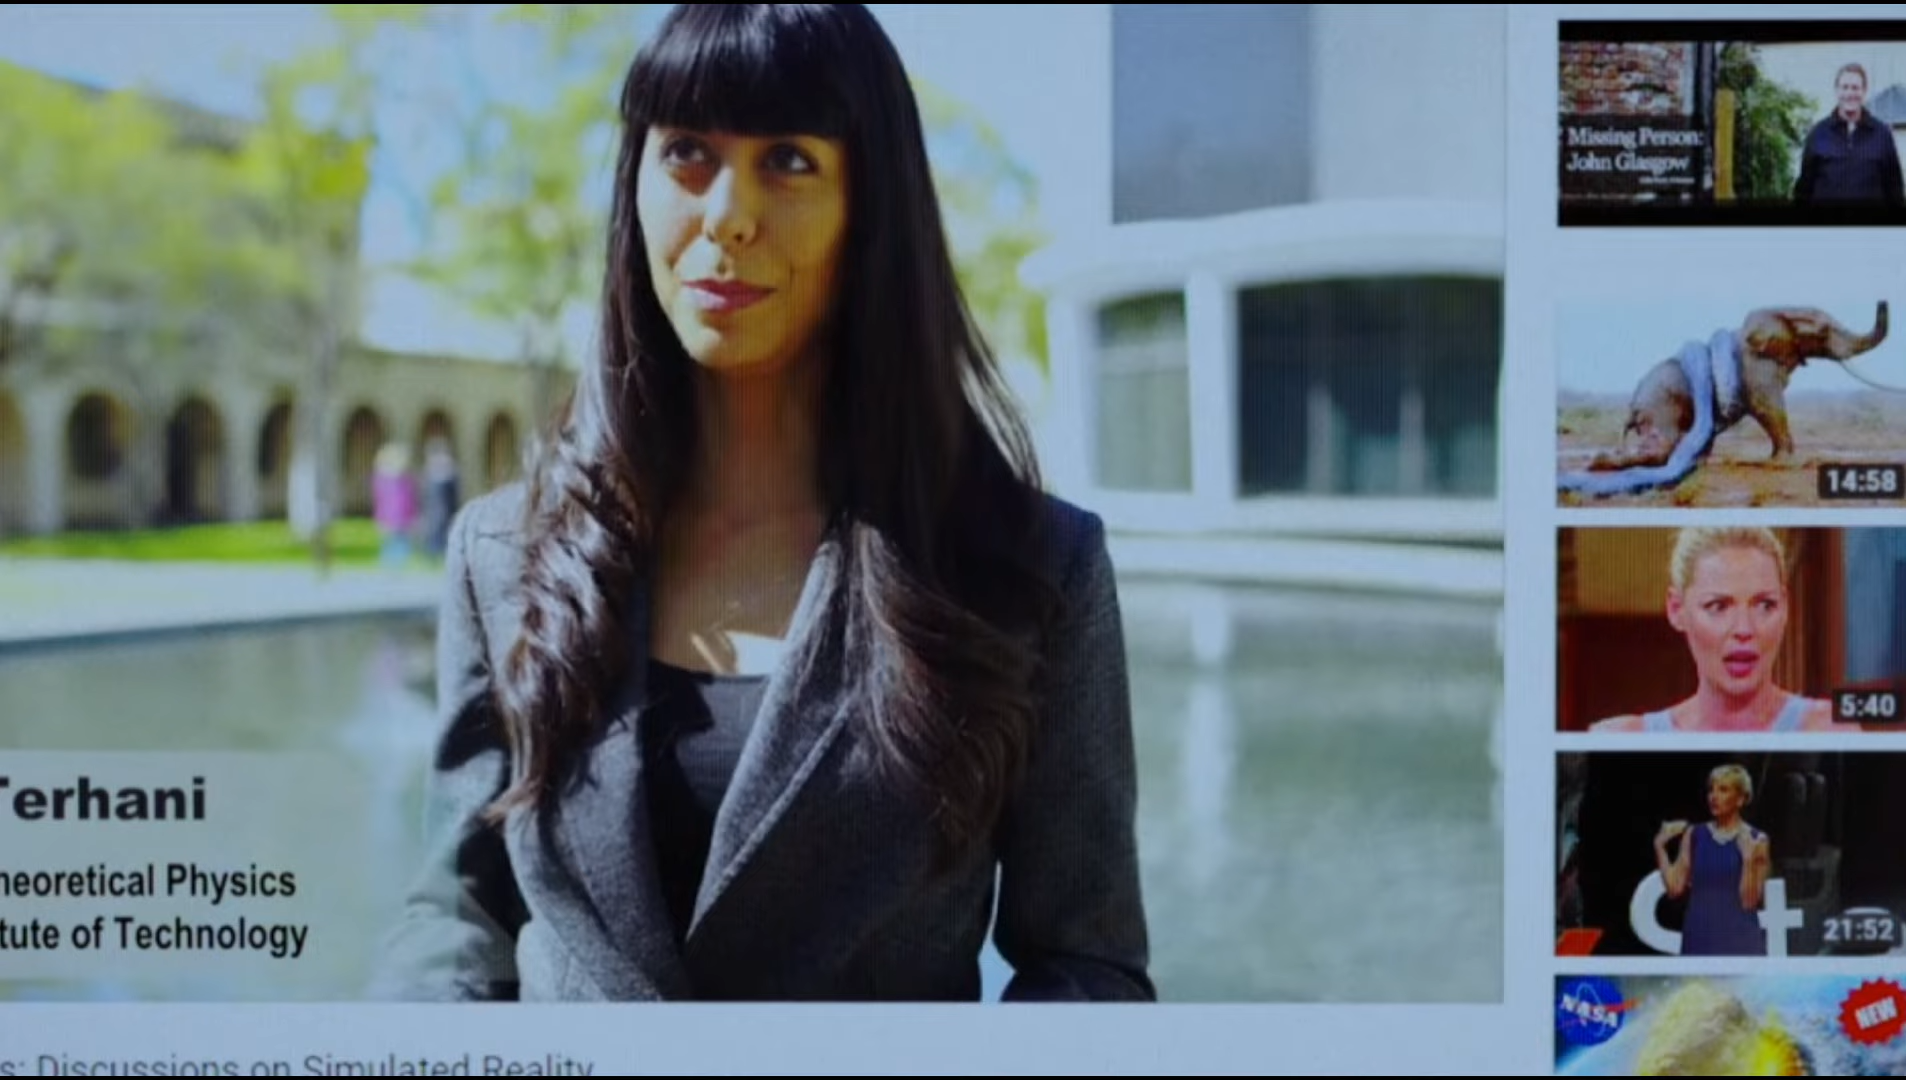 Terhani
heoretical Physics
tute of Technology
s: Discussions on Simulated Reality
Missing Person:
John Glasgow
14:58
5:40
21:52
NASA
NEW